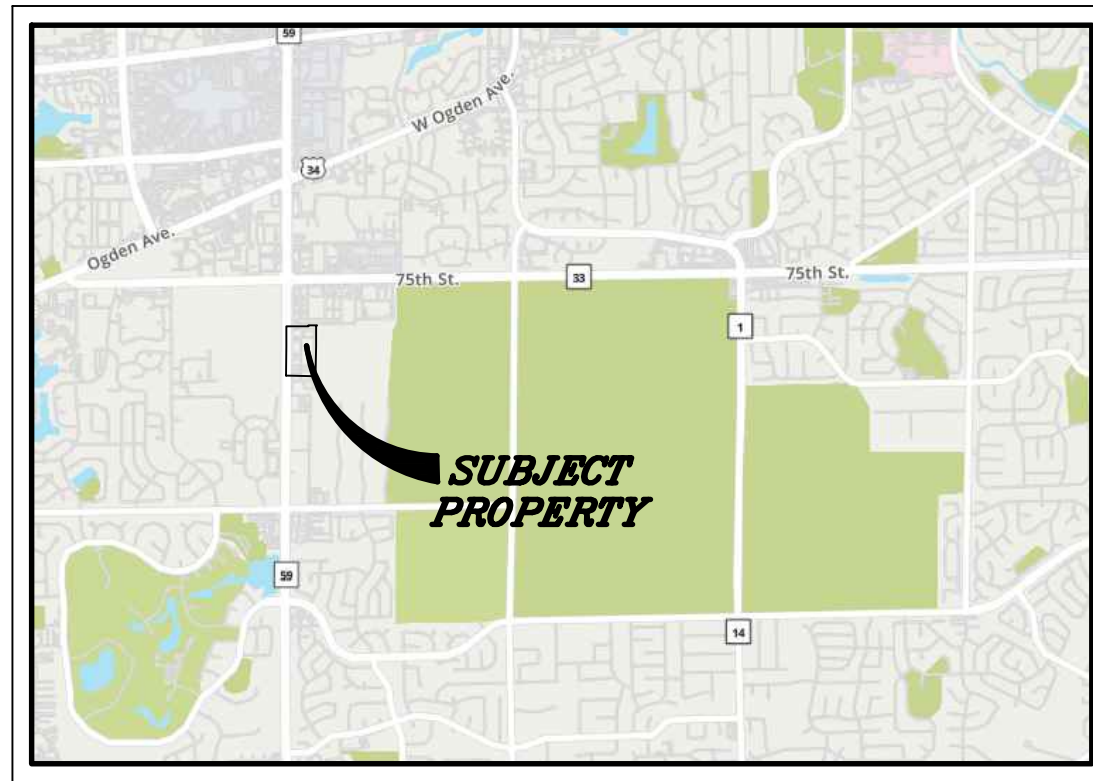 59
W Ogden Ave.
34
Ogden Ave.
75th St.
33
75th St.
1
SUBJECT
PROPERTY
59
14